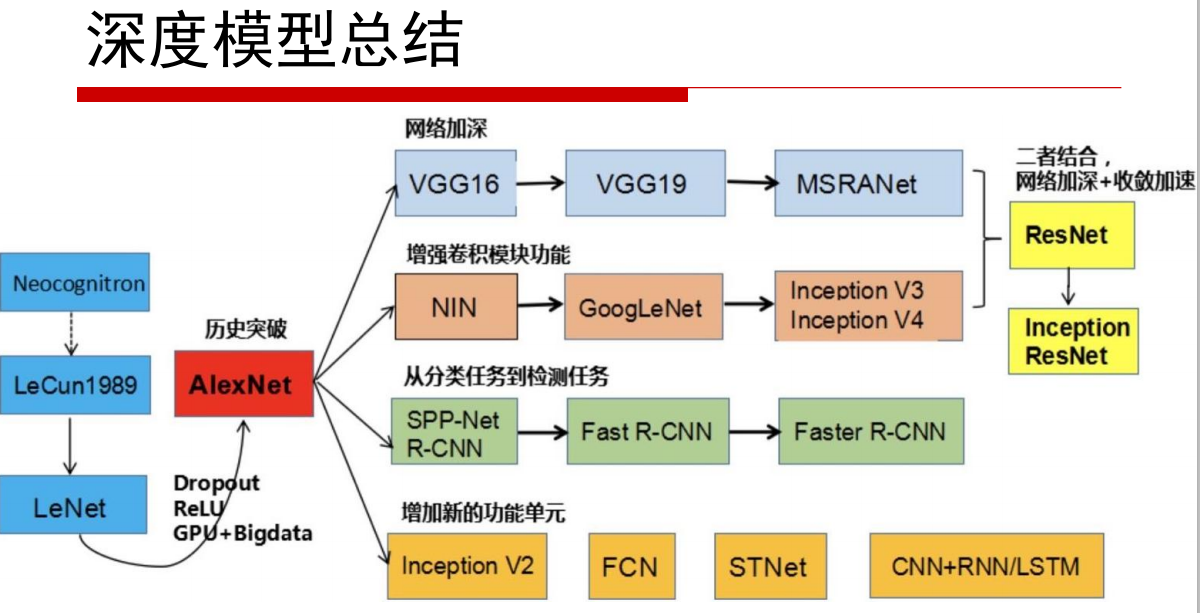 深度模型总结
网络加深
VGG16
VGG19
MSRANet
二者结合，
网络加深+收敛加速
ResNet
Inception
ResNet
增强卷积模块功能
NIN
GoogLeNet
Inception V3
Inception V4
Neocognitron
LeCun1989
LeNet
历史突破
AlexNet
Dropout
ReLU
GPU+Bigdata
从分类任务到检测任务
SPP-Net
R-CNN
Fast R-CNN
Faster R-CNN
增加新的功能单元
Inception V2
FCN
STNet
CNN+RNN/LSTM